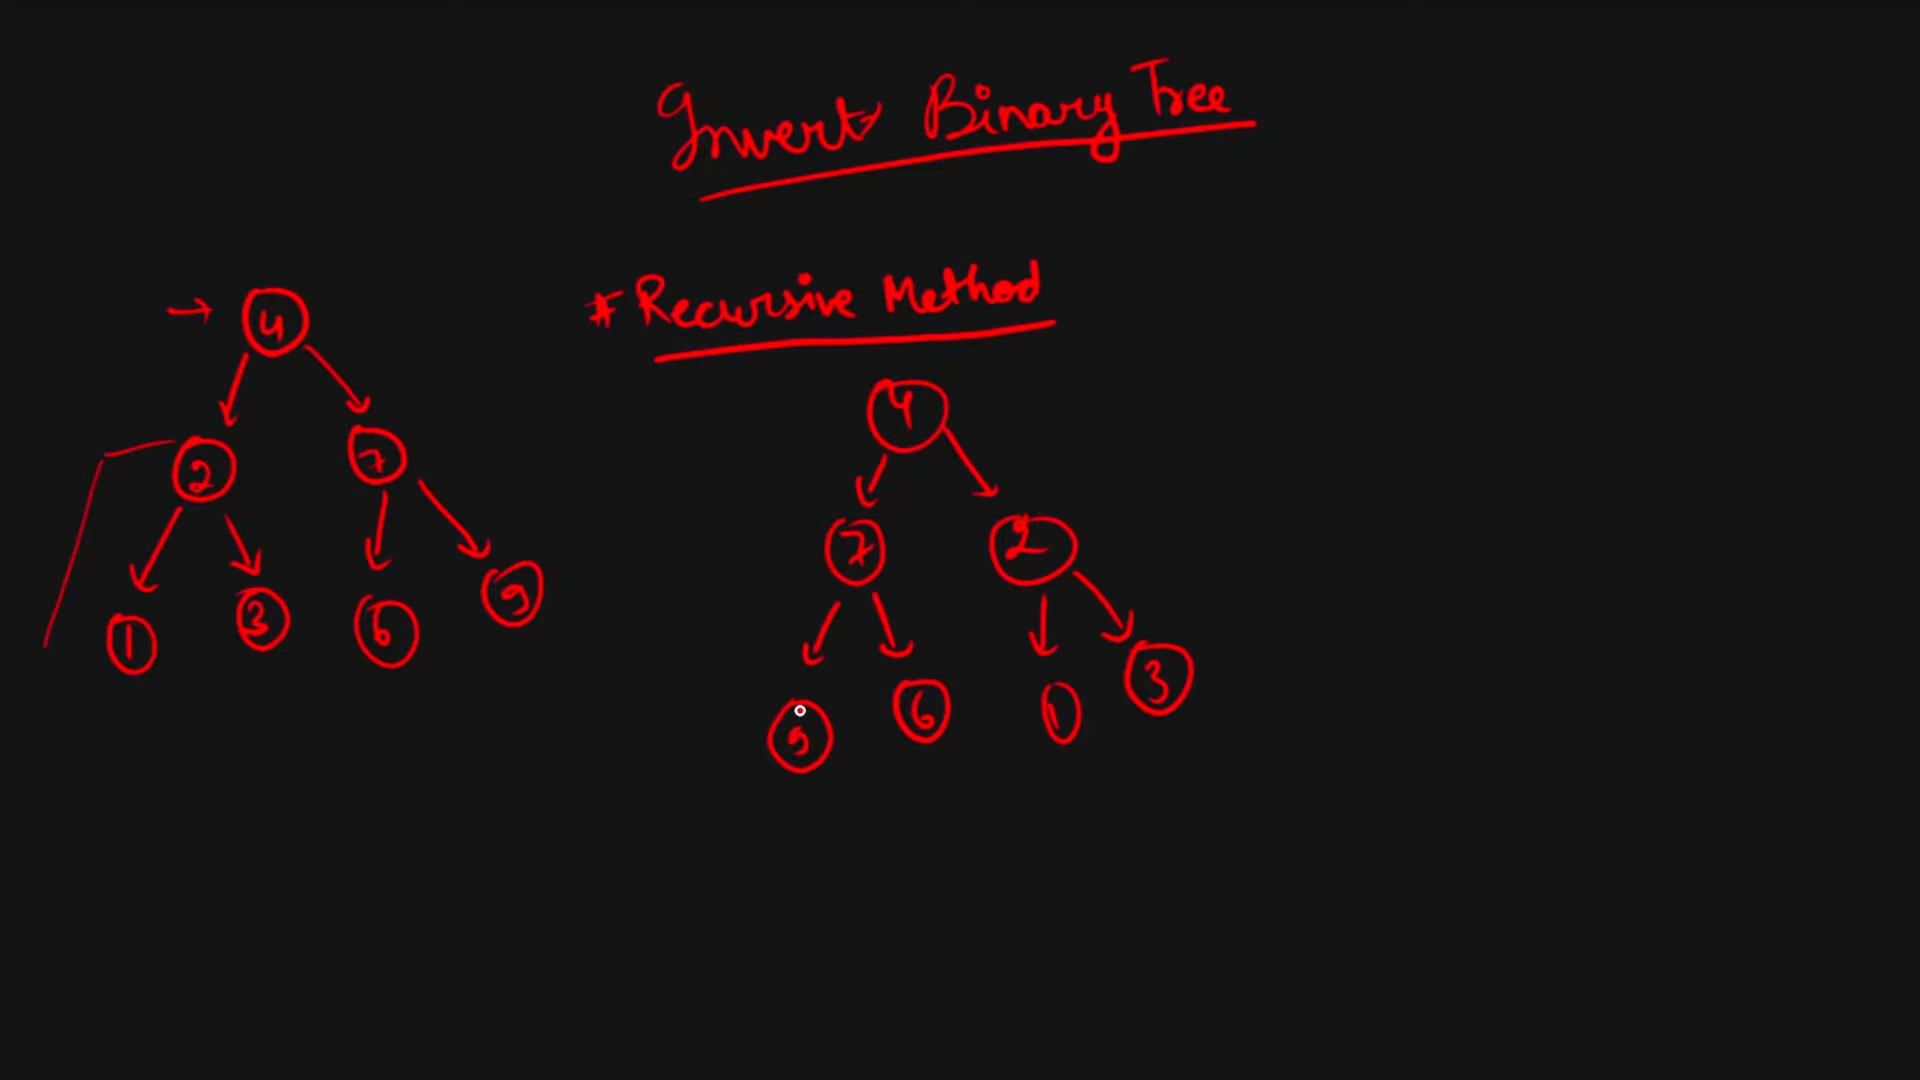 Invert Binary Tree
* Recursive Method
4
2 7
1 3 6 9
4
7 2
9 6 1 3